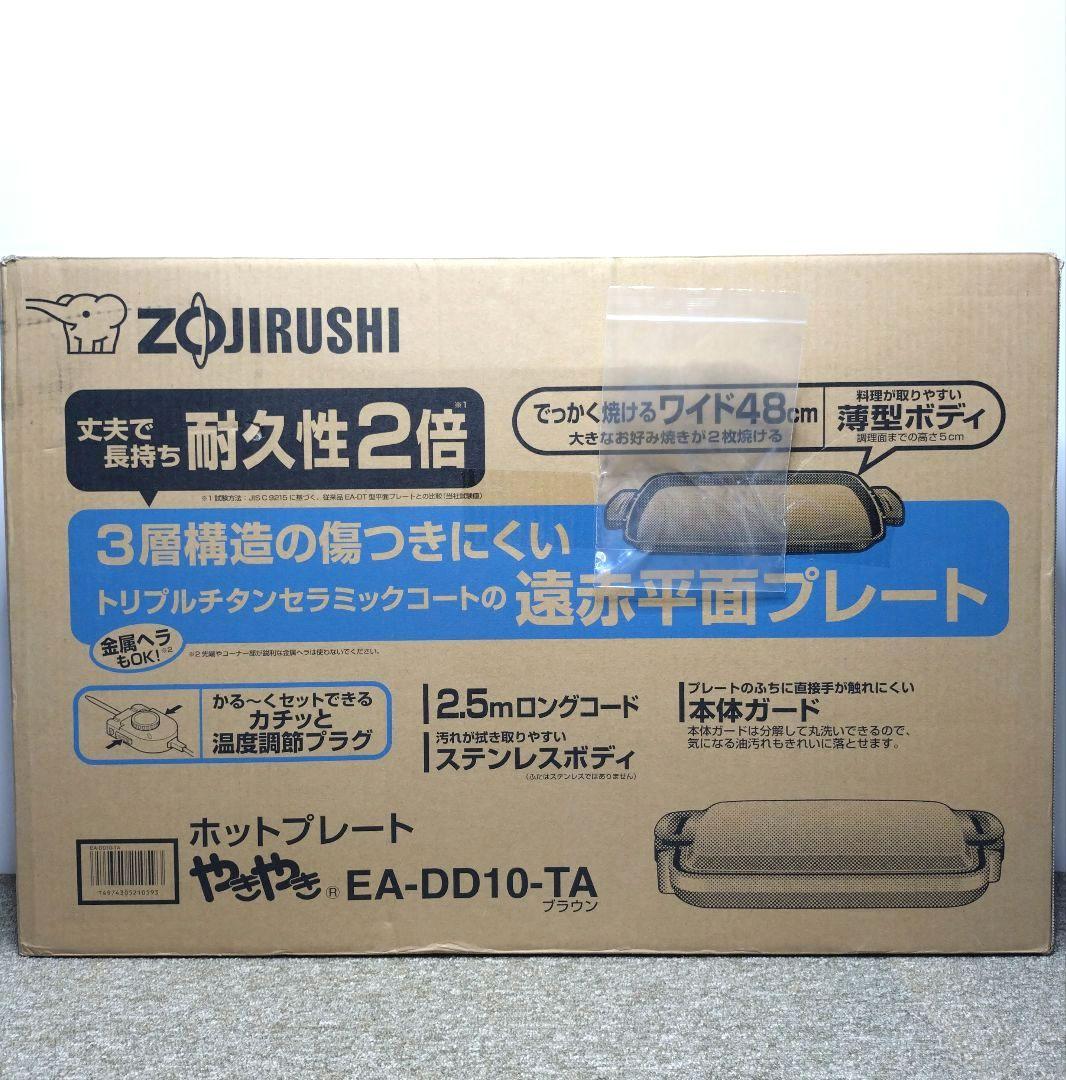 ZOJIRUSHI
丈夫で
長持ち
耐久性2倍
※1
※1 試験方法：JIS C 9215 に基づく、従来品 EA-DT 型平面プレートとの比較(当社試験値)
でっかく焼けるワイド48cm
大きなお好み焼きが2枚焼ける
料理が取りやすい
薄型ボディ
調理面までの高さ5cm
3層構造の傷つきにくい
トリプルチタンセラミックコートの 遠赤平面プレート
金属ヘラ
もOK!※2
※2 先端やコーナー部が鋭利な金属ヘラは使わないでください。
かる〜くセットできる
カチッと
温度調節プラグ
2.5mロングコード
汚れが拭き取りやすい
ステンレスボディ
(ふたはステンレスではありません)
プレートのふちに直接手が触れにくい
本体ガード
本体ガードは分解して丸洗いできるので、
気になる油汚れもきれいに落とせます。
EA-DD10-TA
T4974305210593
ホットプレート
やきやき® EA-DD10-TA
ブラウン